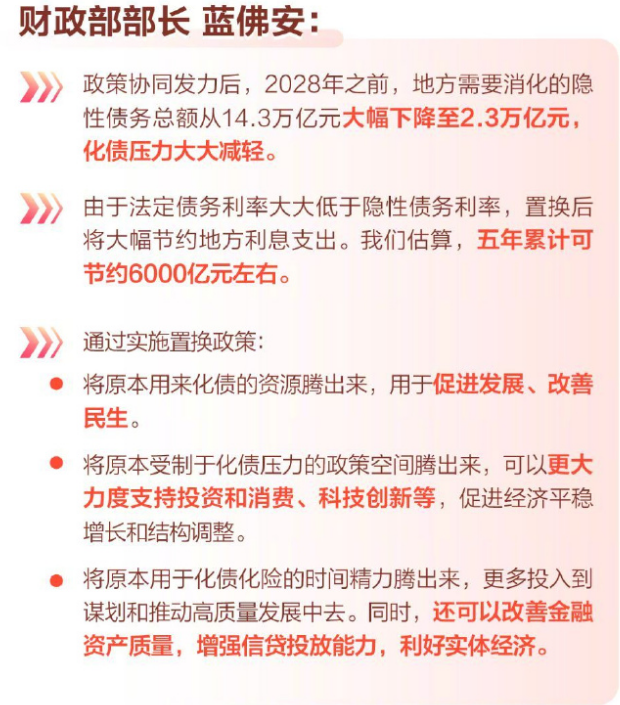 财政部部长 蓝佛安：
政策协同发力后，2028年之前，地方需要消化的隐
性债务总额从14.3万亿元大幅下降至2.3万亿元，
化债压力大大减轻。
由于法定债务利率大大低于隐性债务利率，置换后
将大幅节约地方利息支出。我们估算，五年累计可
节约6000亿元左右。
通过实施置换政策：
将原本用来化债的资源腾出来，用于促进发展、改善
民生。
将原本受制于化债压力的政策空间腾出来，可以更大
力度支持投资和消费、科技创新等，促进经济平稳
增长和结构调整。
将原本用于化债化险的时间精力腾出来，更多投入到
谋划和推动高质量发展中去。同时，还可以改善金融
资产质量，增强信贷投放能力，利好实体经济。